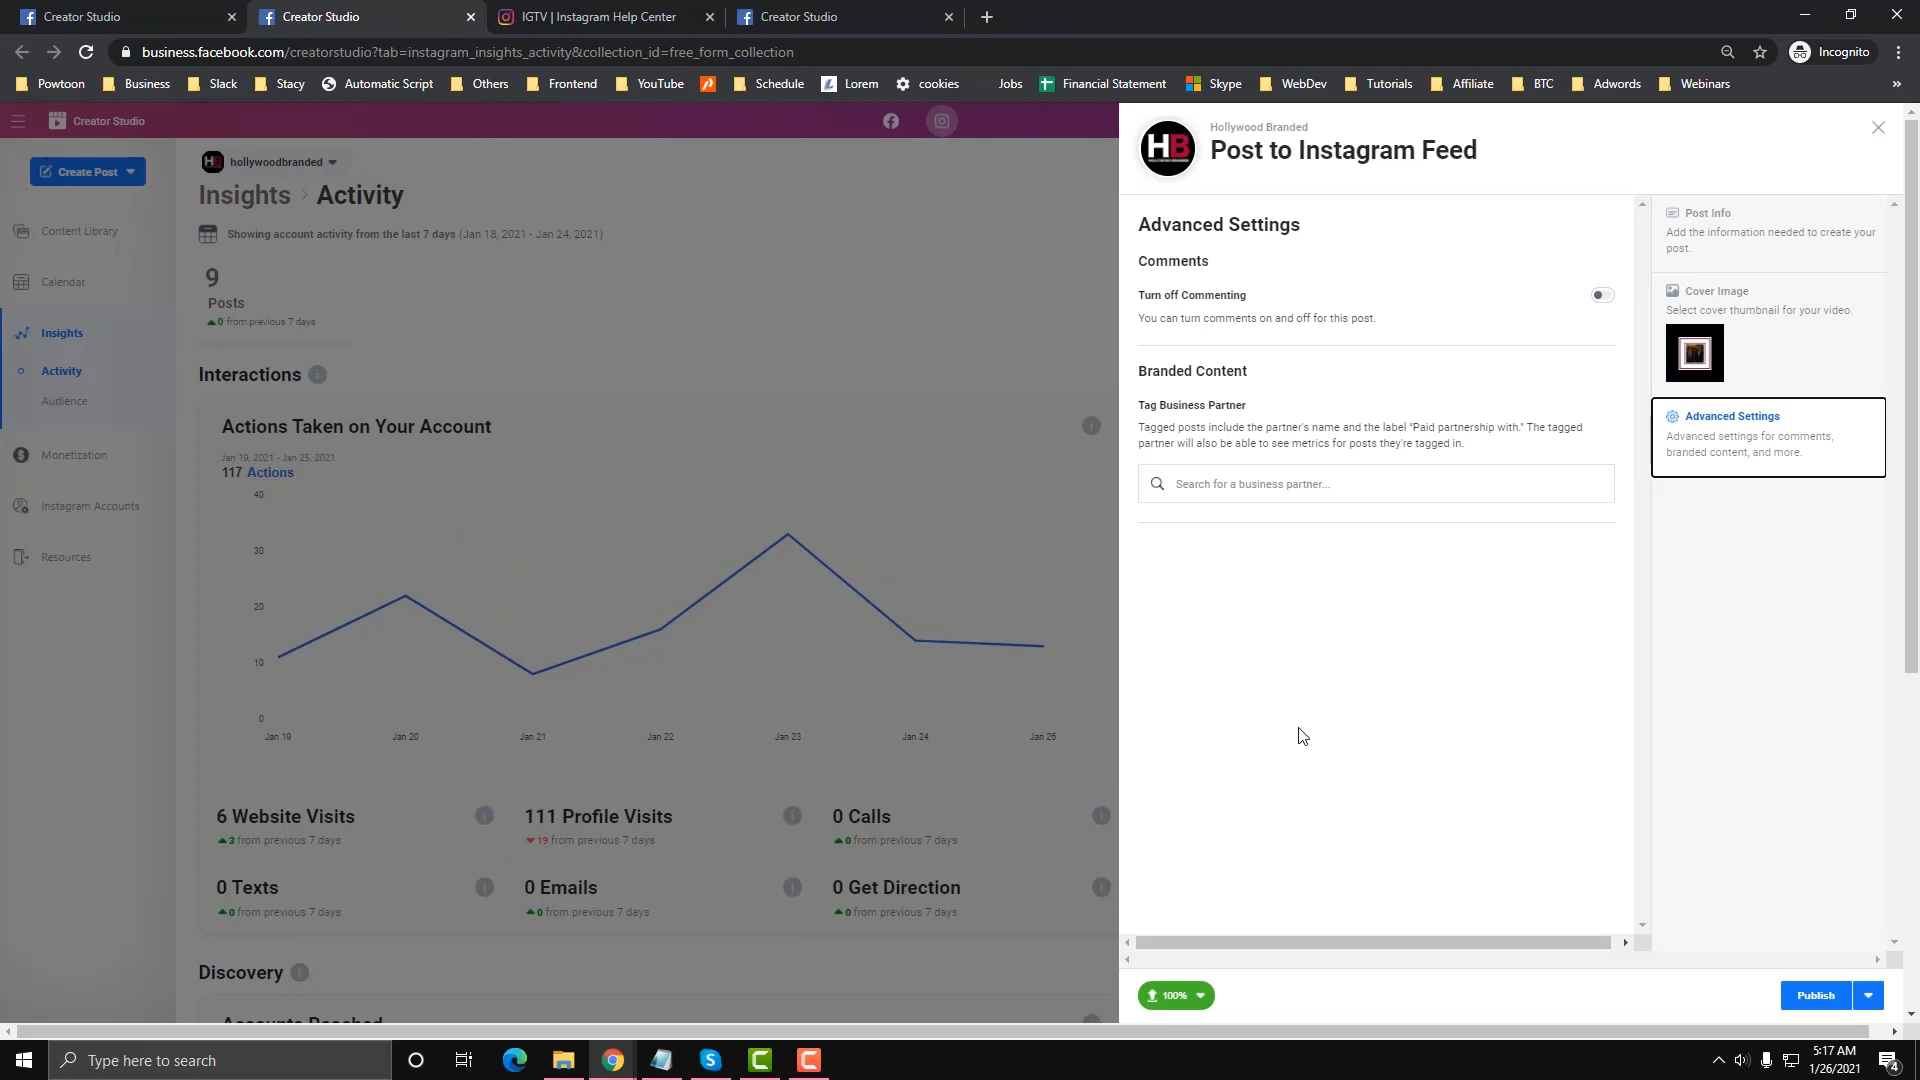 Creator Studio
Creator Studio
IGTV | Instagram Help Center
Creator Studio
business.facebook.com/creatorstudio?tab=instagram_insights_activity&collection_id=free_form_collection
Incognito
Powtoon
Business
Slack
Stacy
Automatic Script
Others
Frontend
YouTube
Schedule
Lorem
cookies
Jobs
Financial Statement
Skype
WebDev
Tutorials
Affiliate
BTC
Adwords
Webinars
»
Creator Studio
Create Post
Content Library
Calendar
Insights
Activity
Audience
Monetization
Instagram Accounts
Resources
HB
hollywoodbranded
Insights › Activity
Showing account activity from the last 7 days (Jan 18, 2021 - Jan 24, 2021)
9
Posts
0 from previous 7 days
Interactions
Actions Taken on Your Account
Jan 19, 2021 - Jan 25, 2021
117 Actions
40
30
20
10
0
Jan 19
Jan 20
Jan 21
Jan 22
Jan 23
Jan 24
Jan 25
6 Website Visits
3 from previous 7 days
111 Profile Visits
19 from previous 7 days
0 Calls
0 from previous 7 days
0 Texts
0 from previous 7 days
0 Emails
0 from previous 7 days
0 Get Direction
0 from previous 7 days
Discovery
Accounts Reached
HB
Hollywood Branded
Post to Instagram Feed
Advanced Settings
Comments
Turn off Commenting
You can turn comments on and off for this post.
Branded Content
Tag Business Partner
Tagged posts include the partner's name and the label "Paid partnership with." The tagged
partner will also be able to see metrics for posts they're tagged in.
Search for a business partner...
Post Info
Add the information needed to create your
post.
Cover Image
Select cover thumbnail for your video.
Advanced Settings
Advanced settings for comments,
branded content, and more.
100%
Publish
Type here to search
5:17 AM
1/26/2021
4